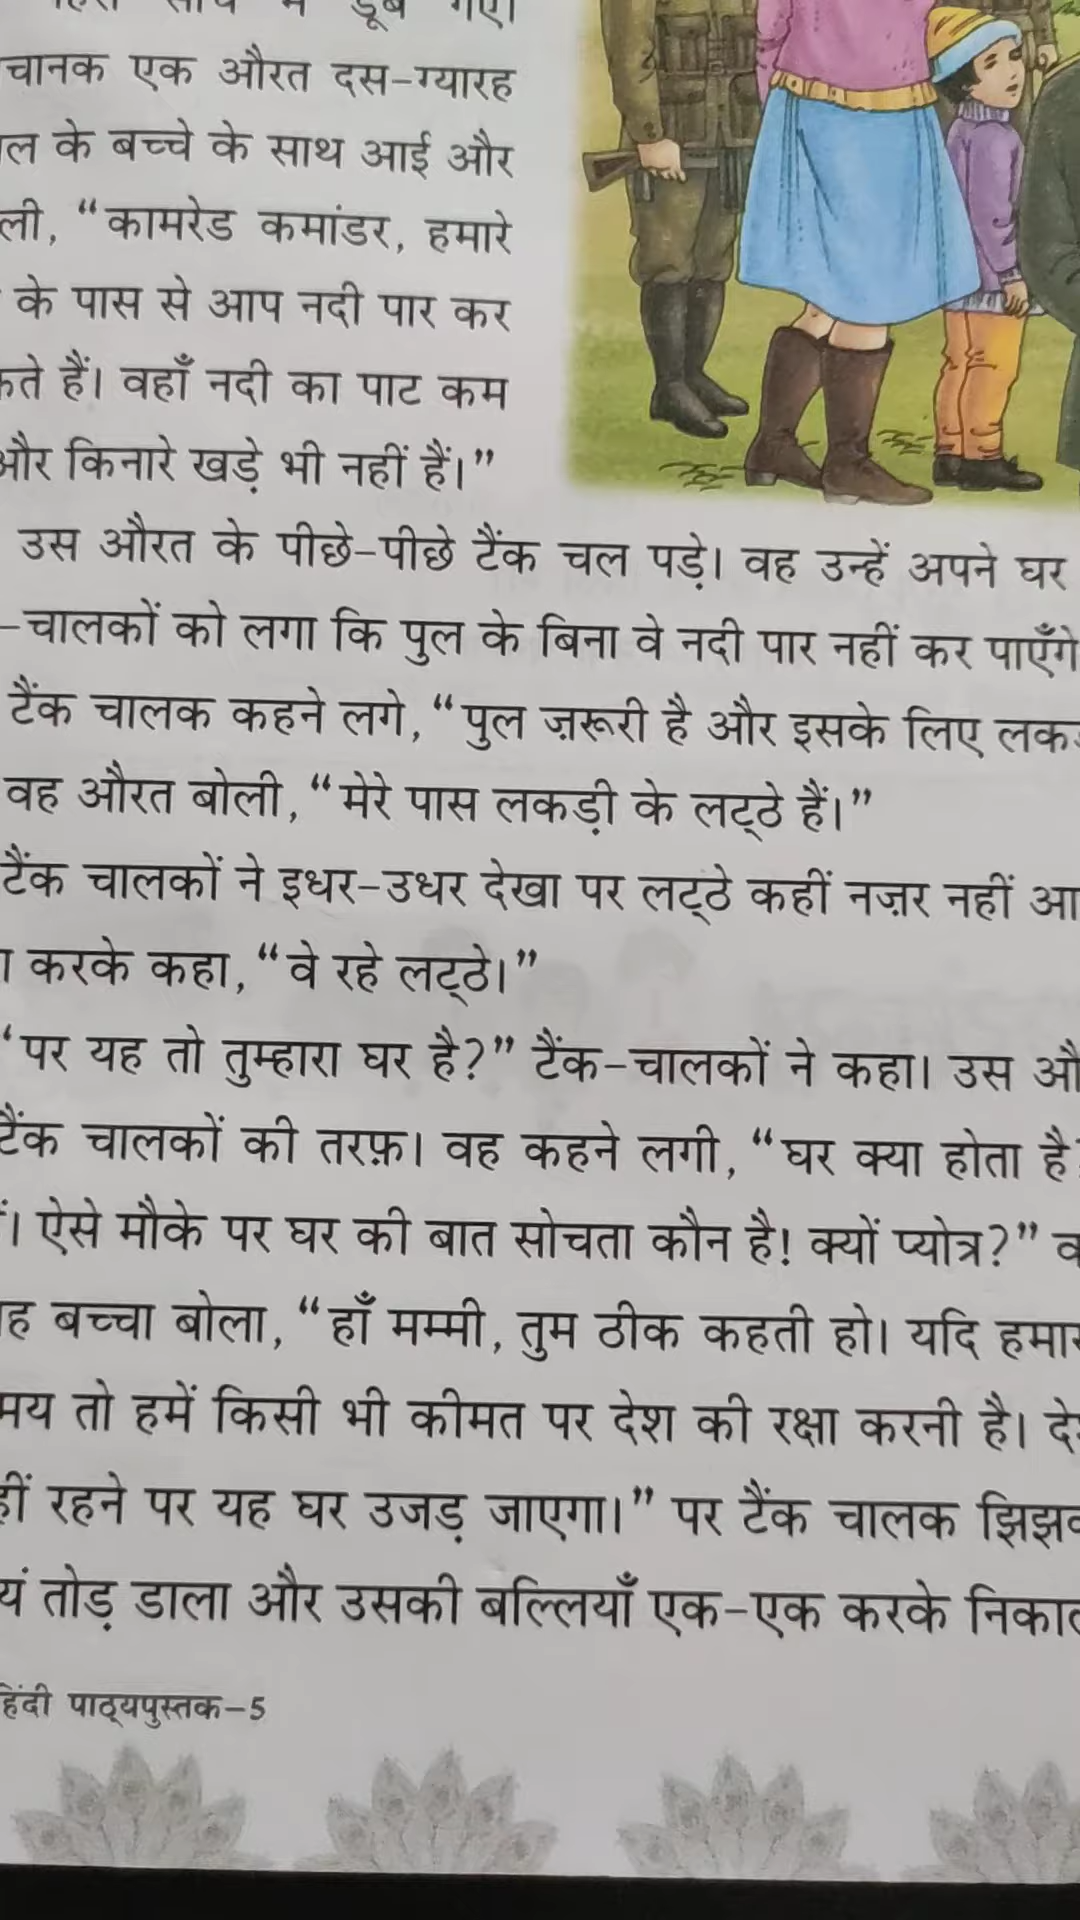 डूब गए।
चानक एक औरत दस-ग्यारह
ल के बच्चे के साथ आई और
ली, “कामरेड कमांडर, हमारे
के पास से आप नदी पार कर
कते हैं। वहाँ नदी का पाट कम
और किनारे खड़े भी नहीं हैं।”
उस औरत के पीछे-पीछे टैंक चल पड़े। वह उन्हें अपने घर
-चालकों को लगा कि पुल के बिना वे नदी पार नहीं कर पाएँगे
टैंक चालक कहने लगे, “पुल ज़रूरी है और इसके लिए लक
वह औरत बोली, “मेरे पास लकड़ी के लट्ठे हैं।”
टैंक चालकों ने इधर-उधर देखा पर लट्ठे कहीं नज़र नहीं आ
करके कहा, “वे रहे लट्ठे।”
‘पर यह तो तुम्हारा घर है?” टैंक-चालकों ने कहा। उस औ
टैंक चालकों की तरफ़। वह कहने लगी, “घर क्या होता है
। ऐसे मौके पर घर की बात सोचता कौन है! क्यों प्योत्र?”
ह बच्चा बोला, “हाँ मम्मी, तुम ठीक कहती हो। यदि हमार
मय तो हमें किसी भी कीमत पर देश की रक्षा करनी है। दे
हीं रहने पर यह घर उजड़ जाएगा।” पर टैंक चालक झिझक
यं तोड़ डाला और उसकी बल्लियाँ एक-एक करके निकाल
हिंदी पाठ्यपुस्तक-5